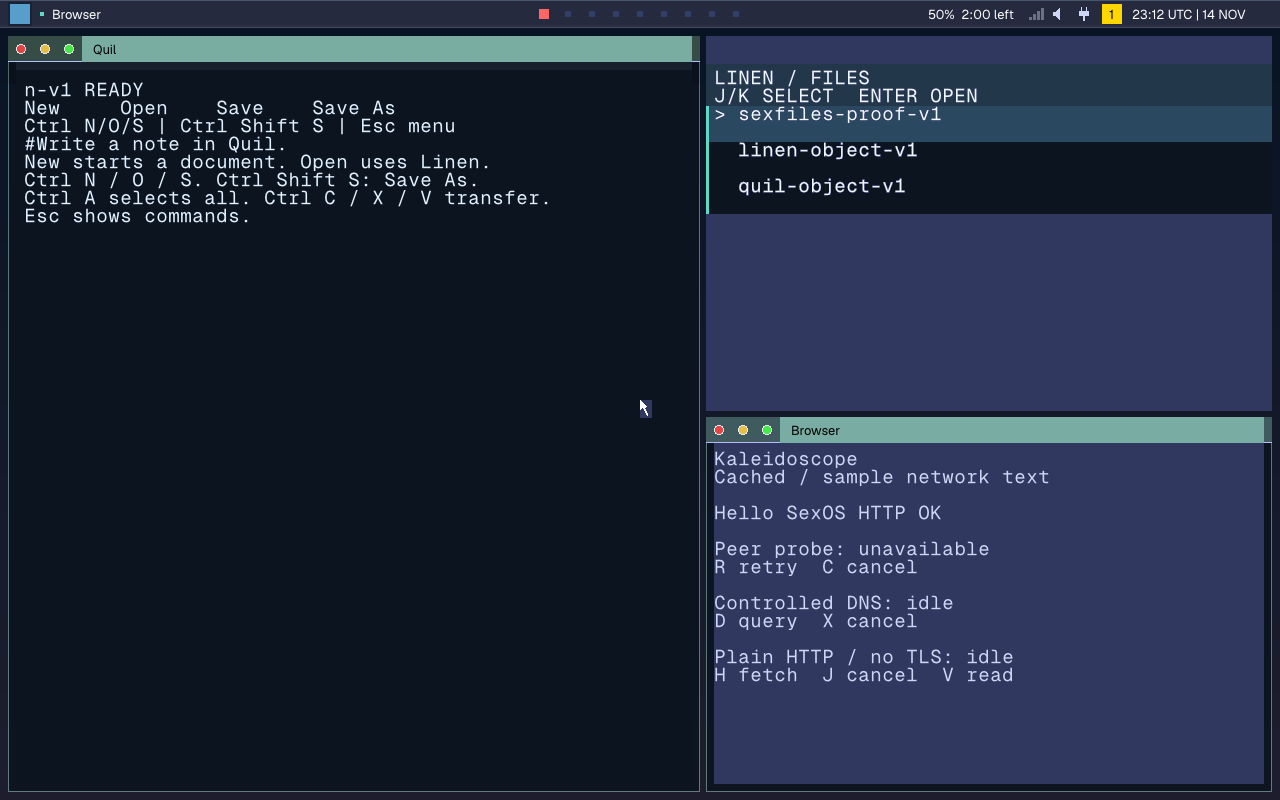 Browser
50% 2:00 left
1
23:12 UTC | 14 NOV
Quil
n-v1 READY
New Open Save Save As
Ctrl N/O/S | Ctrl Shift S | Esc menu
#Write a note in Quil.
New starts a document. Open uses Linen.
Ctrl N / O / S. Ctrl Shift S: Save As.
Ctrl A selects all. Ctrl C / X / V transfer.
Esc shows commands.
LINEN / FILES
J/K SELECT ENTER OPEN
> sexfiles-proof-v1
linen-object-v1
quil-object-v1
Browser
Kaleidoscope
Cached / sample network text
Hello SexOS HTTP OK
Peer probe: unavailable
R retry C cancel
Controlled DNS: idle
D query X cancel
Plain HTTP / no TLS: idle
H fetch J cancel V read